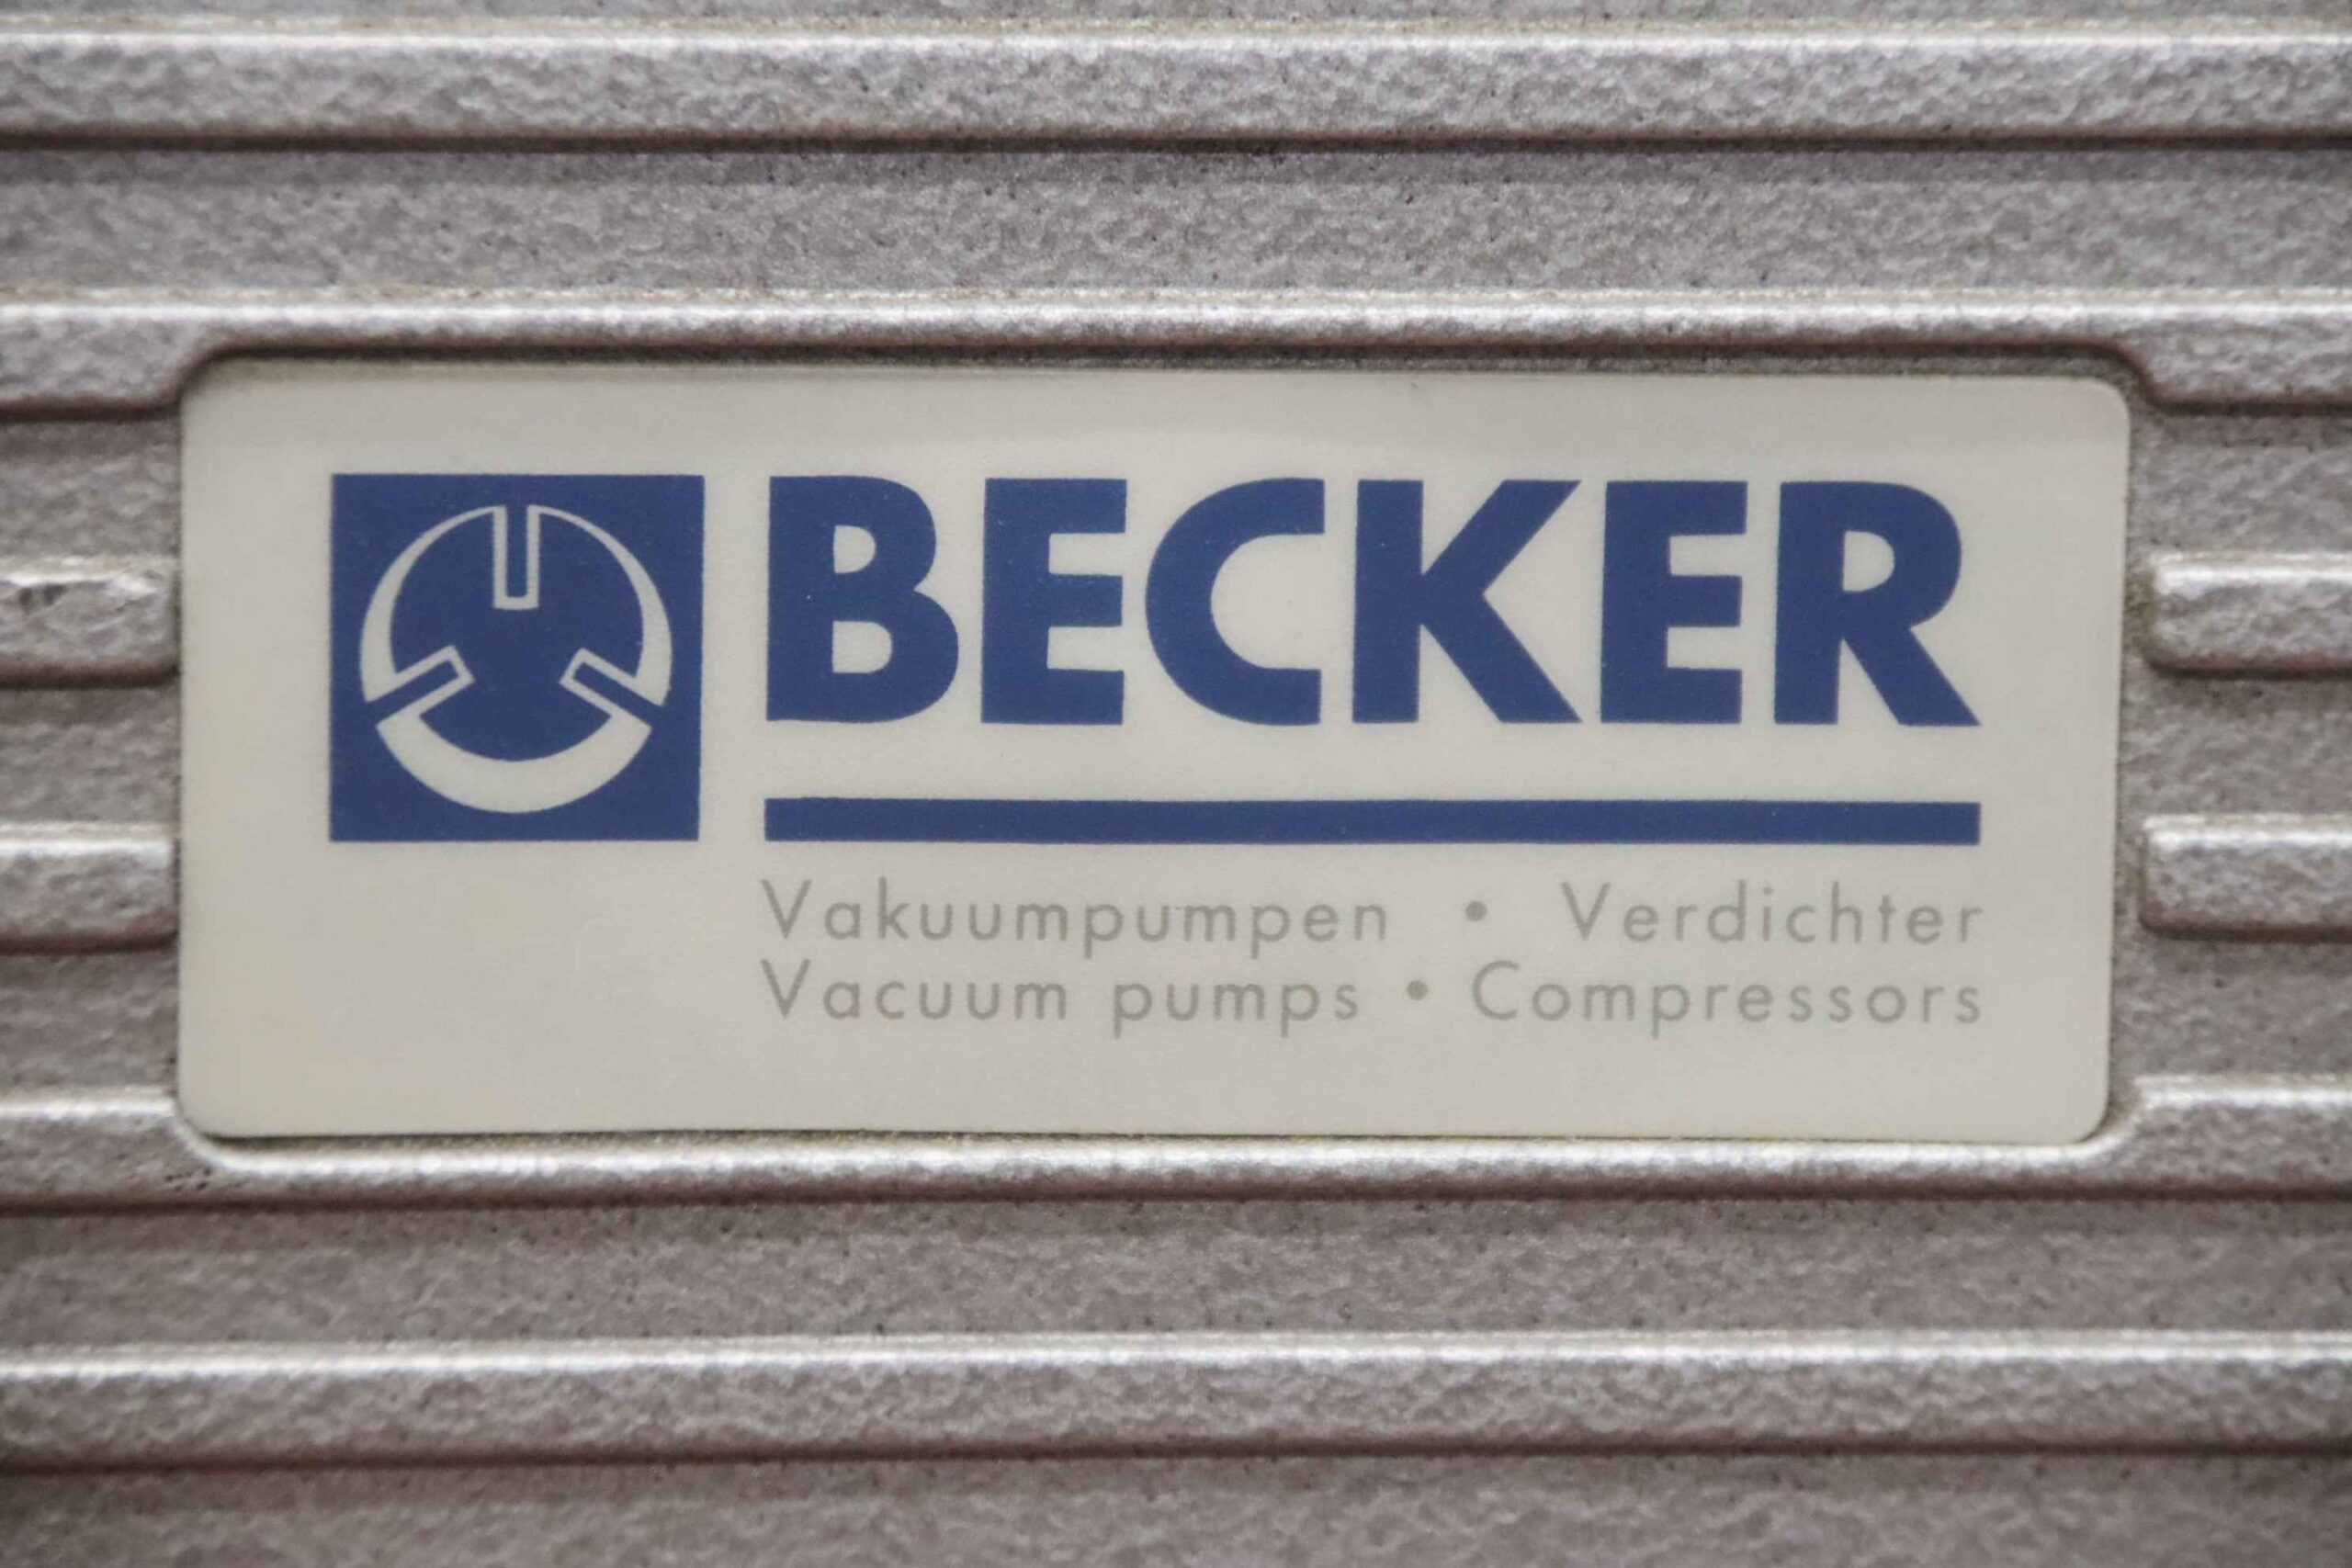 BECKER
Vakuumpumpen • Verdichter
Vacuum pumps • Compressors